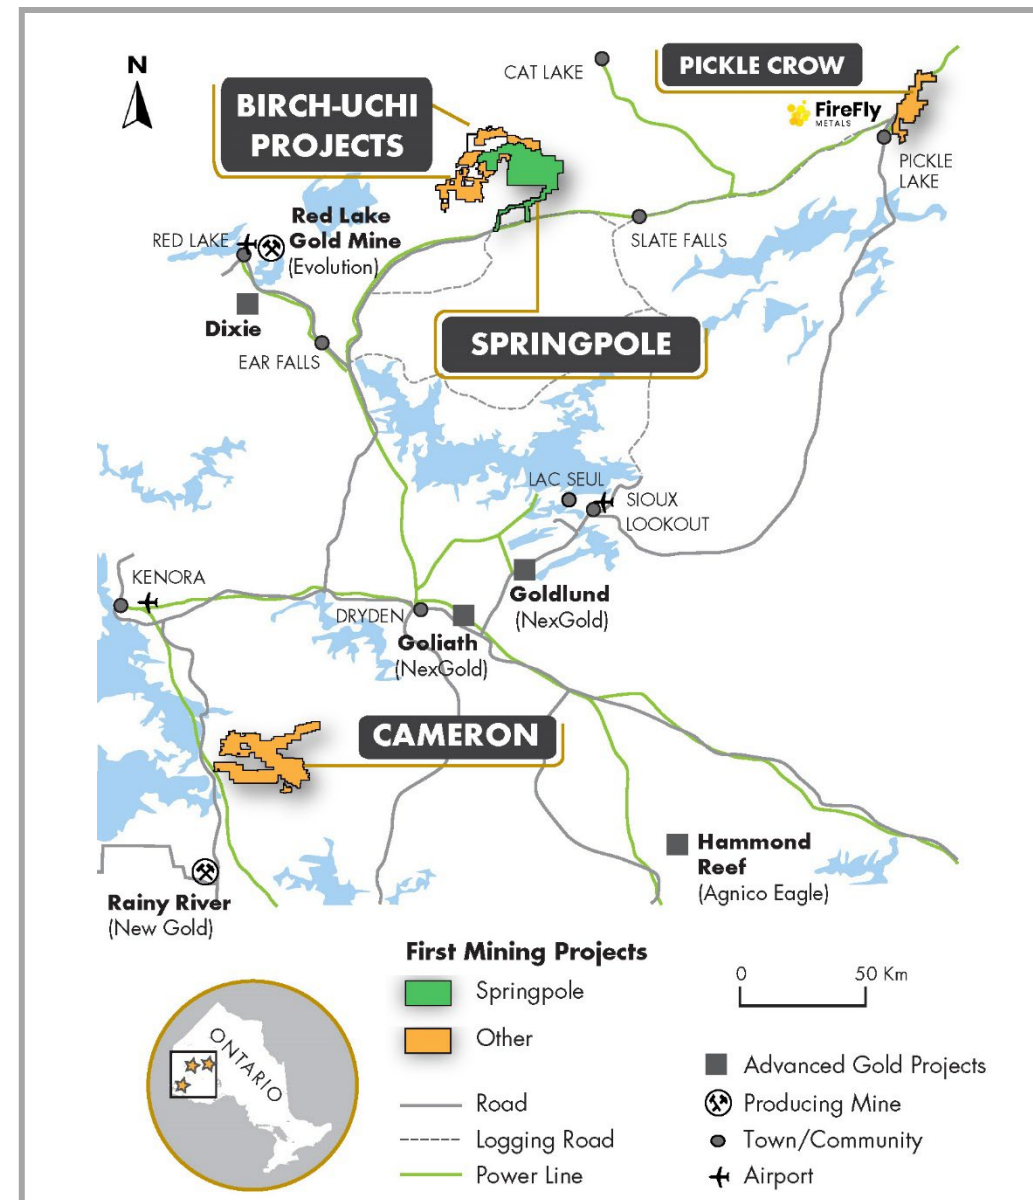 N
CAT LAKE
PICKLE CROW
BIRCH-UCHI
PROJECTS
FireFly
METALS
PICKLE
LAKE
Red Lake
Gold Mine
(Evolution)
RED LAKE
SLATE FALLS
Dixie
SPRINGPOLE
EAR FALLS
LAC SEUL
SIOUX
LOOKOUT
KENORA
Goldlund
(NexGold)
DRYDEN
Goliath
(NexGold)
CAMERON
Hammond
Reef
(Agnico Eagle)
Rainy River
(New Gold)
First Mining Projects
Springpole
Other
0 50 Km
ONTARIO
Road
Logging Road
Power Line
Advanced Gold Projects
Producing Mine
Town/Community
Airport